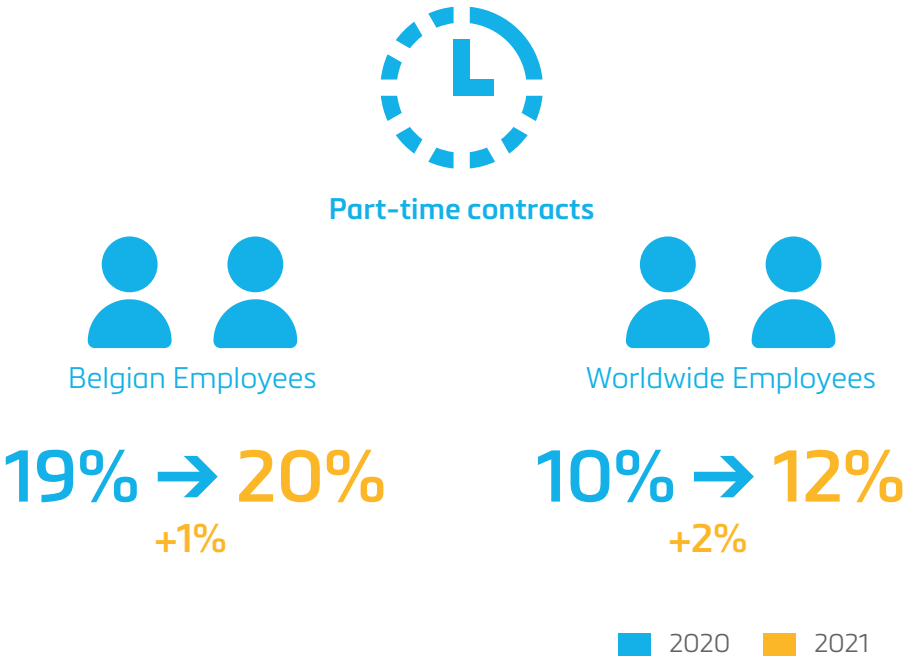 Part-time contracts
Belgian Employees
Worldwide Employees
19% → 20%
+1%
10% → 12%
+2%
2020
2021